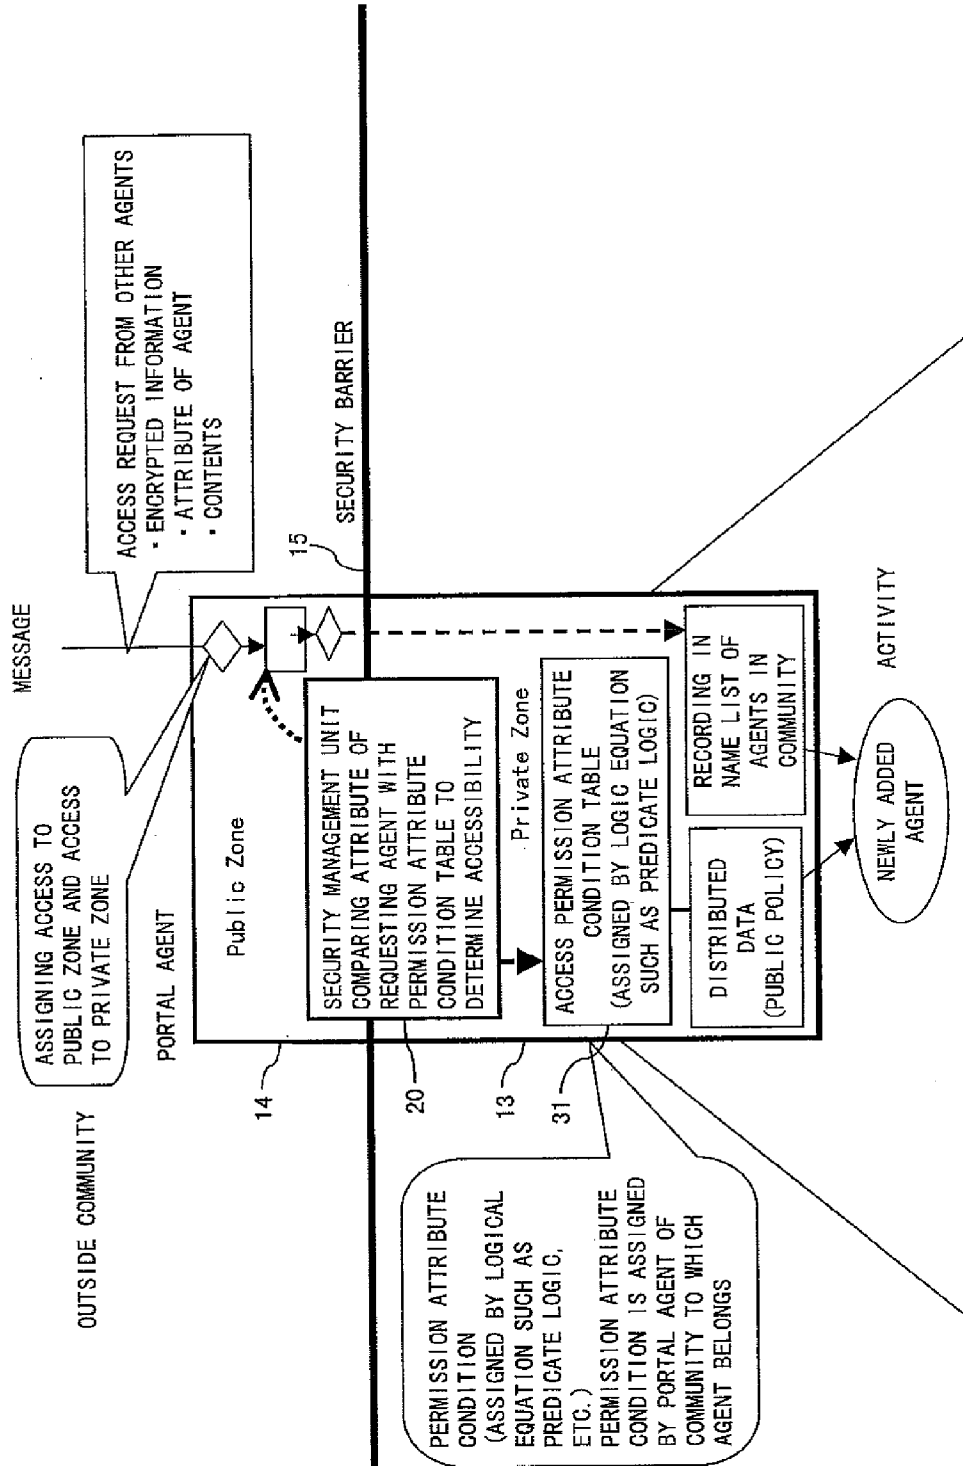 MESSAGE
ACCESS REQUEST FROM OTHER AGENTS
· ENCRYPTED INFORMATION
· ATTRIBUTE OF AGENT
· CONTENTS
ASSIGNING ACCESS TO
PUBLIC ZONE AND ACCESS
TO PRIVATE ZONE
OUTSIDE COMMUNITY
PORTAL AGENT
14
Public Zone
15
SECURITY BARRIER
SECURITY MANAGEMENT UNIT
COMPARING ATTRIBUTE OF
REQUESTING AGENT WITH
PERMISSION ATTRIBUTE
CONDITION TABLE TO
DETERMINE ACCESSIBILITY
20
Private Zone
13
ACCESS PERMISSION ATTRIBUTE
CONDITION TABLE
(ASSIGNED BY LOGIC EQUATION
SUCH AS PREDICATE LOGIC)
31
PERMISSION ATTRIBUTE
CONDITION
(ASSIGNED BY LOGICAL
EQUATION SUCH AS
PREDICATE LOGIC,
ETC.)
PERMISSION ATTRIBUTE
CONDITION IS ASSIGNED
BY PORTAL AGENT OF
COMMUNITY TO WHICH
AGENT BELONGS
DISTRIBUTED
DATA
(PUBLIC POLICY)
RECORDING IN
NAME LIST OF
AGENTS IN
COMMUNITY
NEWLY ADDED
AGENT
ACTIVITY